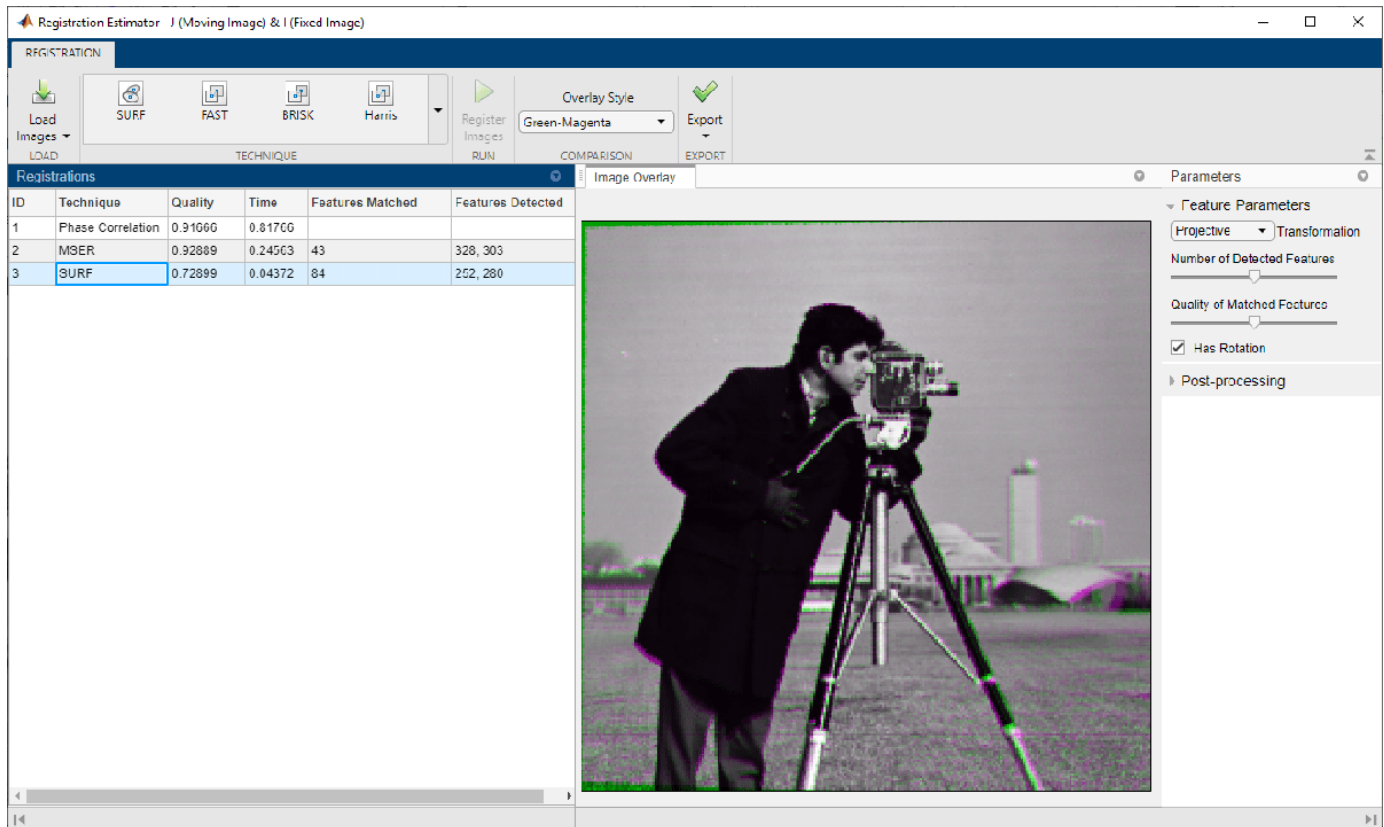 Registration Estimator - J (Moving Image) & I (Fixed Image)
REGISTRATION
Load Images
SURF
FAST
BRISK
Harris
Register Images
Overlay Style
Green-Magenta
Export
LOAD
TECHNIQUE
RUN
COMPARISON
EXPORT
Registrations
Image Overlay
Parameters
ID Technique Quality Time Features Matched Features Detected
1 Phase Correlation 0.91666 0.81766
2 MSER 0.92889 0.24563 43 328, 303
3 SURF 0.72899 0.04372 84 252, 280
Feature Parameters
Projective Transformation
Number of Detected Features
Quality of Matched Features
Has Rotation
Post-processing